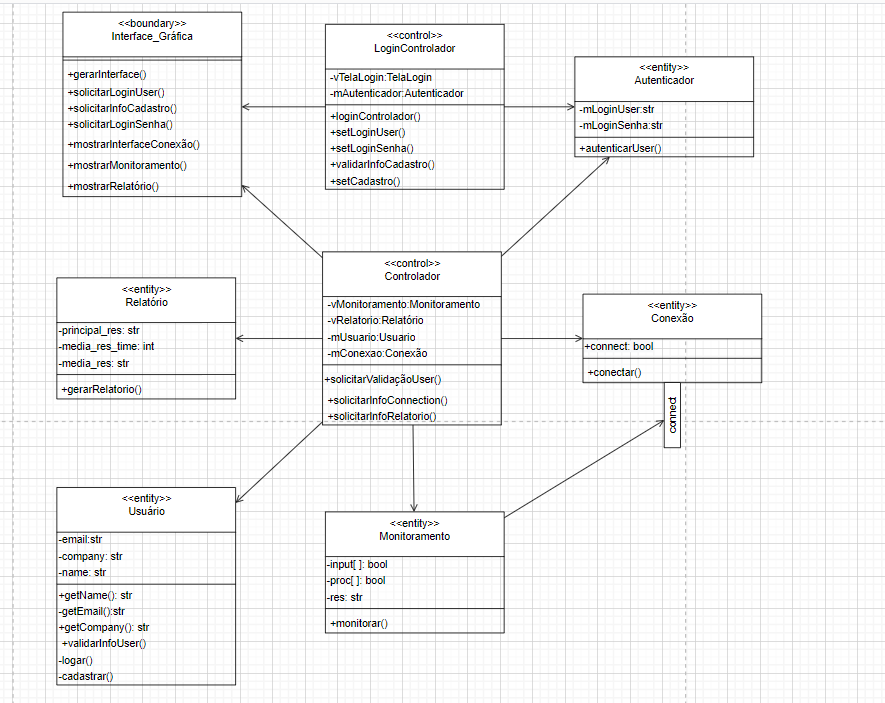 <<boundary>>
Interface_Gráfica
+gerarInterface()
+solicitarLoginUser()
+solicitarInfoCadastro()
+solicitarLoginSenha()
+mostrarInterfaceConexão()
+mostrarMonitoramento()
+mostrarRelatório()
<<control>>
LoginControlador
-vTelaLogin:TelaLogin
-mAutenticador:Autenticador
+loginControlador()
+setLoginUser()
+setLoginSenha()
+validarInfoCadastro()
+setCadastro()
<<entity>>
Autenticador
-mLoginUser:str
-mLoginSenha:str
+autenticarUser()
<<entity>>
Relatório
-principal_res: str
-media_res_time: int
-media_res: str
+gerarRelatorio()
<<control>>
Controlador
-vMonitoramento:Monitoramento
-vRelatorio:Relatório
-mUsuario:Usuario
-mConexao:Conexão
+solicitarValidaçãoUser()
+solicitarInfoConnection()
+solicitarInfoRelatorio()
<<entity>>
Conexão
+connect: bool
+conectar()
connect
<<entity>>
Usuário
-email:str
-company: str
-name: str
+getName(): str
-getEmail():str
+getCompany(): str
+validarInfoUser()
-logar()
-cadastrar()
<<entity>>
Monitoramento
-input[ ]: bool
-proc[ ]: bool
-res: str
+monitorar()